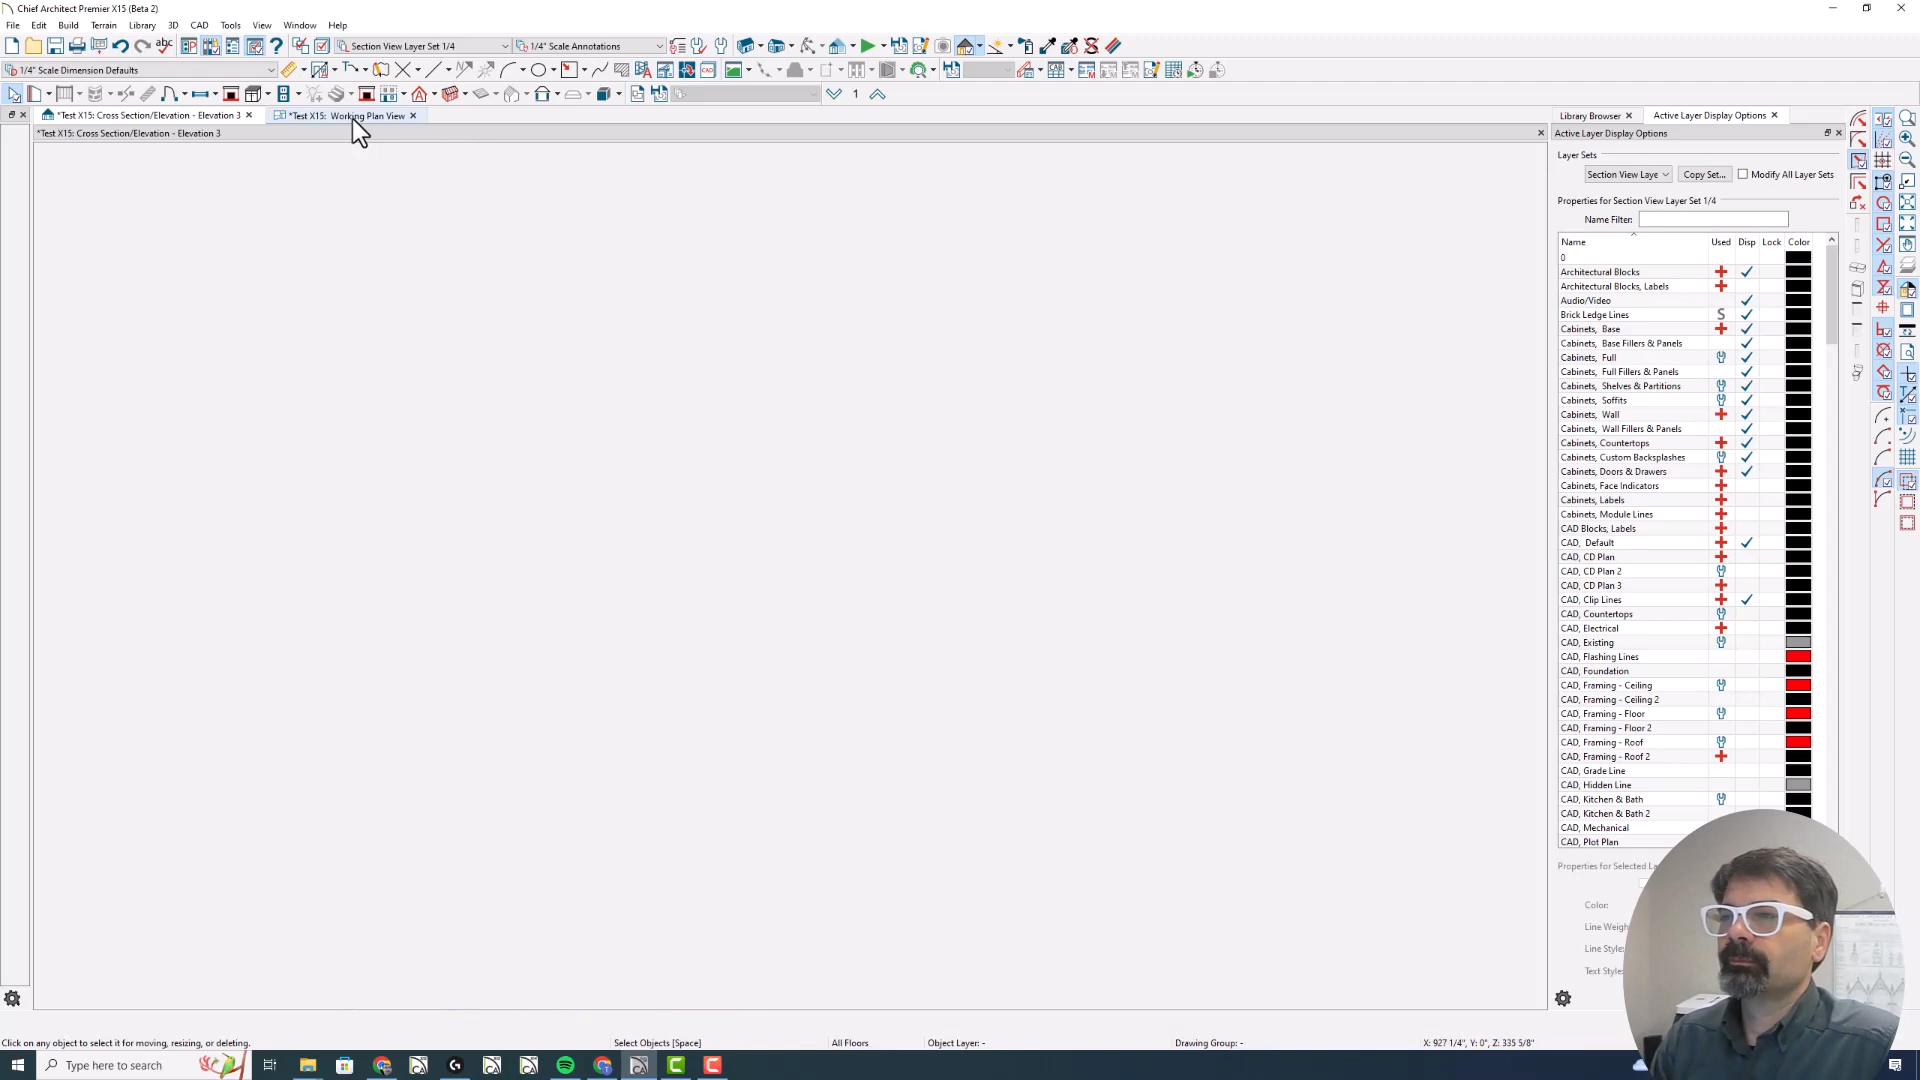 Chief Architect Premier X15 (Beta 2)
File Edit Build Terrain Library 3D CAD Tools View Window Help
Section View Layer Set 1/4
1/4" Scale Annotations
1/4" Scale Dimension Defaults
1
*Test X15: Cross Section/Elevation - Elevation 3
*Test X15: Working Plan View
Library Browser
Active Layer Display Options
*Test X15: Cross Section/Elevation - Elevation 3
Active Layer Display Options
Layer Sets
Section View Laye
Copy Set...
Modify All Layer Sets
Properties for Section View Layer Set 1/4
Name Filter:
Name Used Disp Lock Color
0
Architectural Blocks
Architectural Blocks, Labels
Audio/Video
Brick Ledge Lines S
Cabinets, Base
Cabinets, Base Fillers & Panels
Cabinets, Full
Cabinets, Full Fillers & Panels
Cabinets, Shelves & Partitions
Cabinets, Soffits
Cabinets, Wall
Cabinets, Wall Fillers & Panels
Cabinets, Countertops
Cabinets, Custom Backsplashes
Cabinets, Doors & Drawers
Cabinets, Face Indicators
Cabinets, Labels
Cabinets, Module Lines
CAD Blocks, Labels
CAD, Default
CAD, CD Plan
CAD, CD Plan 2
CAD, CD Plan 3
CAD, Clip Lines
CAD, Countertops
CAD, Electrical
CAD, Existing
CAD, Flashing Lines
CAD, Foundation
CAD, Framing - Ceiling
CAD, Framing - Ceiling 2
CAD, Framing - Floor
CAD, Framing - Floor 2
CAD, Framing - Roof
CAD, Framing - Roof 2
CAD, Grade Line
CAD, Hidden Line
CAD, Kitchen & Bath
CAD, Kitchen & Bath 2
CAD, Mechanical
CAD, Plot Plan
Properties for Selected La
Color:
Line Weigh
Line Style:
Text Style:
Click on any object to select it for moving, resizing, or deleting.
Select Objects [Space]
All Floors
Object Layer: -
Drawing Group: -
X: 927 1/4", Y: 0", Z: 335 5/8"
Type here to search